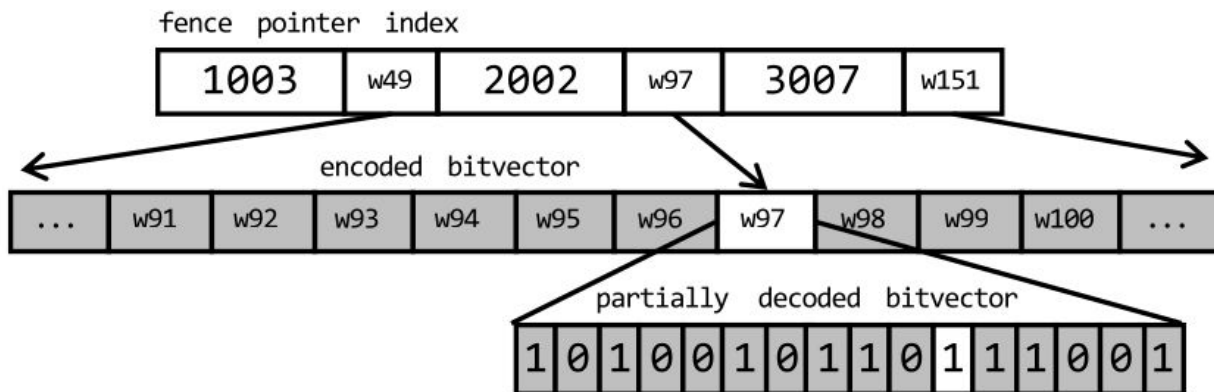 fence pointer index
1003 w49 2002 w97 3007 w151
encoded bitvector
... w91 w92 w93 w94 w95 w96 w97 w98 w99 w100 ...
partially decoded bitvector
1 0 1 0 0 1 0 1 1 0 1 1 1 0 0 1